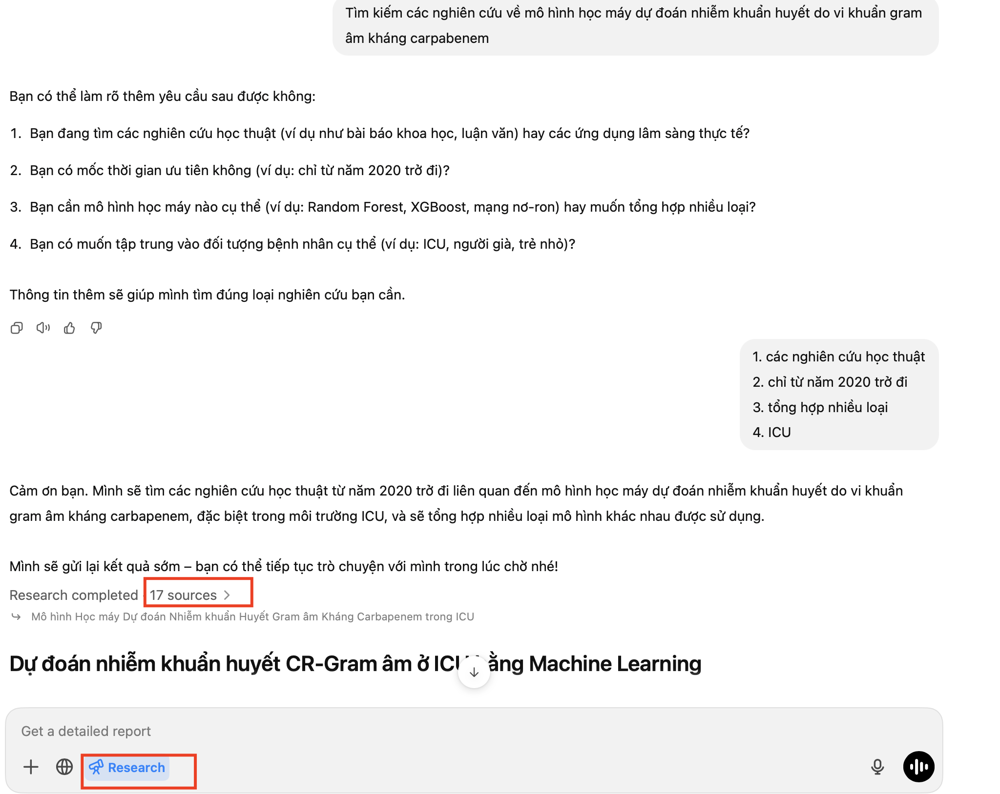 Tìm kiếm các nghiên cứu về mô hình học máy dự đoán nhiễm khuẩn huyết do vi khuẩn gram
âm kháng carpabenem
Bạn có thể làm rõ thêm yêu cầu sau được không:
1. Bạn đang tìm các nghiên cứu học thuật (ví dụ như bài báo khoa học, luận văn) hay các ứng dụng lâm sàng thực tế?
2. Bạn có mốc thời gian ưu tiên không (ví dụ: chỉ từ năm 2020 trở đi)?
3. Bạn cần mô hình học máy nào cụ thể (ví dụ: Random Forest, XGBoost, mạng nơ-ron) hay muốn tổng hợp nhiều loại?
4. Bạn có muốn tập trung vào đối tượng bệnh nhân cụ thể (ví dụ: ICU, người già, trẻ nhỏ)?
Thông tin thêm sẽ giúp mình tìm đúng loại nghiên cứu bạn cần.
1. các nghiên cứu học thuật
2. chỉ từ năm 2020 trở đi
3. tổng hợp nhiều loại
4. ICU
Cảm ơn bạn. Mình sẽ tìm các nghiên cứu học thuật từ năm 2020 trở đi liên quan đến mô hình học máy dự đoán nhiễm khuẩn huyết do vi khuẩn
gram âm kháng carbapenem, đặc biệt trong môi trường ICU, và sẽ tổng hợp nhiều loại mô hình khác nhau được sử dụng.
Mình sẽ gửi lại kết quả sớm – bạn có thể tiếp tục trò chuyện với mình trong lúc chờ nhé!
Research completed 17 sources
Mô hình Học máy Dự đoán Nhiễm khuẩn Huyết Gram âm Kháng Carbapenem trong ICU
Dự đoán nhiễm khuẩn huyết CR-Gram âm ở Machine Learning
Get a detailed report
Research